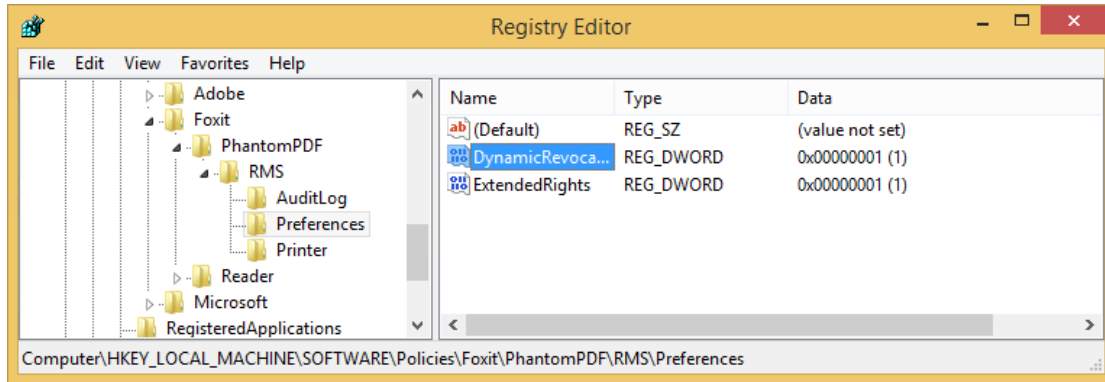 Registry Editor
File Edit View Favorites Help
Adobe
Foxit
PhantomPDF
RMS
AuditLog
Preferences
Printer
Reader
Microsoft
RegisteredApplications
Name Type Data
ab (Default) REG_SZ (value not set)
DynamicRevoca... REG_DWORD 0x00000001 (1)
ExtendedRights REG_DWORD 0x00000001 (1)
Computer\HKEY_LOCAL_MACHINE\SOFTWARE\Policies\Foxit\PhantomPDF\RMS\Preferences